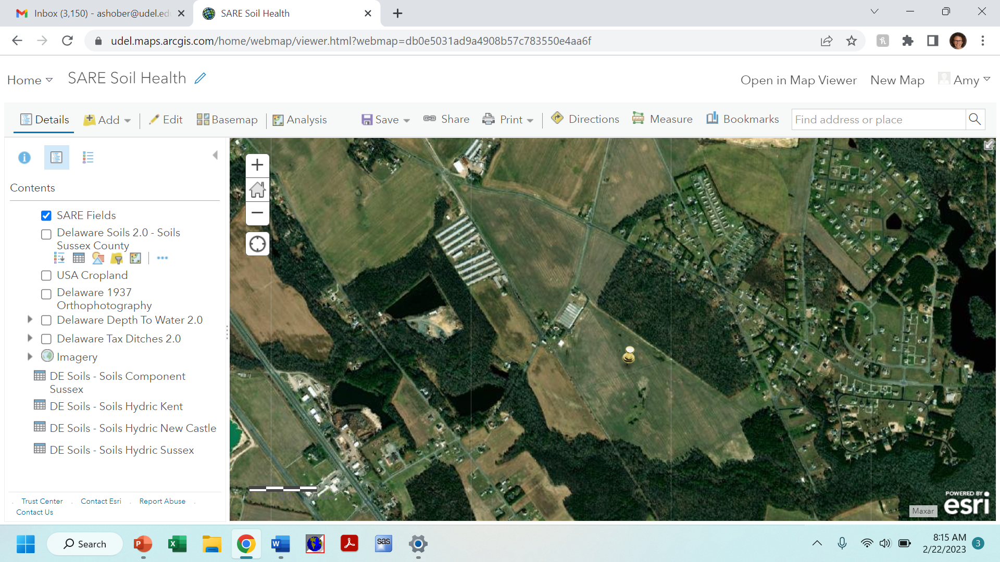 Inbox (3,150) - ashober@udel.ed
SARE Soil Health
udel.maps.arcgis.com/home/webmap/viewer.html?webmap=db0e5031ad9a4908b57c783550e4aa6f
Home
SARE Soil Health
Open in Map Viewer
New Map
Amy
Details
Add
Edit
Basemap
Analysis
Save
Share
Print
Directions
Measure
Bookmarks
Find address or place
Contents
SARE Fields
Delaware Soils 2.0 - Soils
Sussex County
USA Cropland
Delaware 1937
Orthophotography
Delaware Depth To Water 2.0
Delaware Tax Ditches 2.0
Imagery
DE Soils - Soils Component
Sussex
DE Soils - Soils Hydric Kent
DE Soils - Soils Hydric New Castle
DE Soils - Soils Hydric Sussex
Trust Center
Contact Esri
Report Abuse
Contact Us
Maxar
POWERED BY
esri
Search
P
X
W
sas
8:15 AM
2/22/2023
3